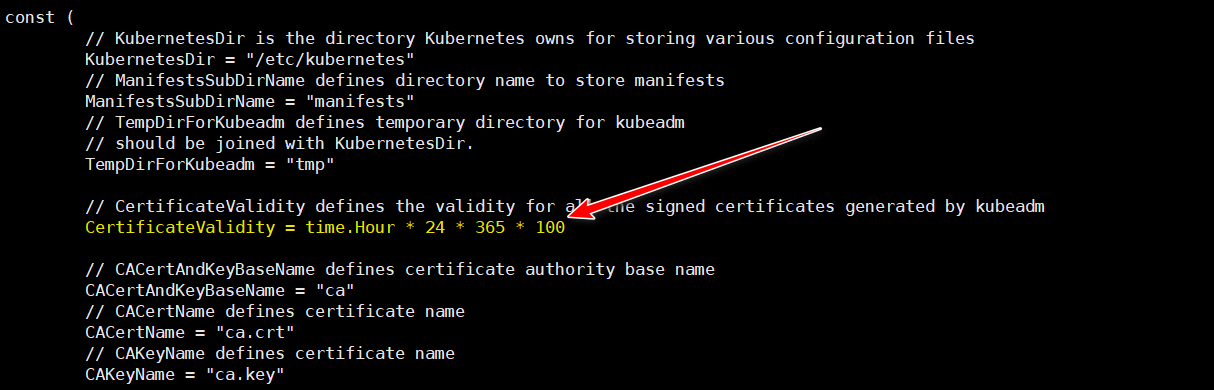 const (
// KubernetesDir is the directory Kubernetes owns for storing various configuration files
KubernetesDir = "/etc/kubernetes"
// ManifestsSubDirName defines directory name to store manifests
ManifestsSubDirName = "manifests"
// TempDirForKubeadm defines temporary directory for kubeadm
// should be joined with KubernetesDir.
TempDirForKubeadm = "tmp"
// CertificateValidity defines the validity for all the signed certificates generated by kubeadm
CertificateValidity = time.Hour * 24 * 365 * 100
// CACertAndKeyBaseName defines certificate authority base name
CACertAndKeyBaseName = "ca"
// CACertName defines certificate name
CACertName = "ca.crt"
// CAKeyName defines certificate name
CAKeyName = "ca.key"